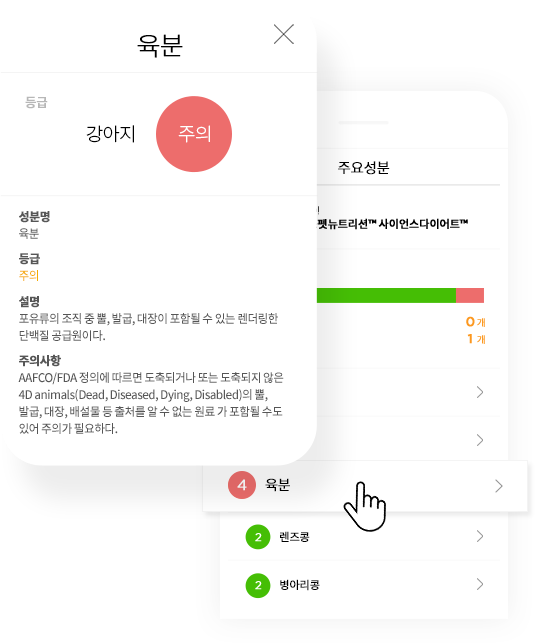 육분
등급
강아지
주의
성분명
육분
등급
주의
설명
포유류의 조직 중 뿔, 발굽, 대장이 포함될 수 있는 렌더링한
단백질 공급원이다.
주의사항
AAFCO/FDA 정의에 따르면 도축되거나 또는 도축되지 않은
4D animals(Dead, Diseased, Dying, Disabled)의 뿔,
발굽, 대장, 배설물 등 출처를 알 수 없는 원료 가 포함될 수도
있어 주의가 필요하다.
주요성분
펫뉴트리션™ 사이언스다이어트™
0 개
1 개
4 육분
2 렌즈콩
2 병아리콩